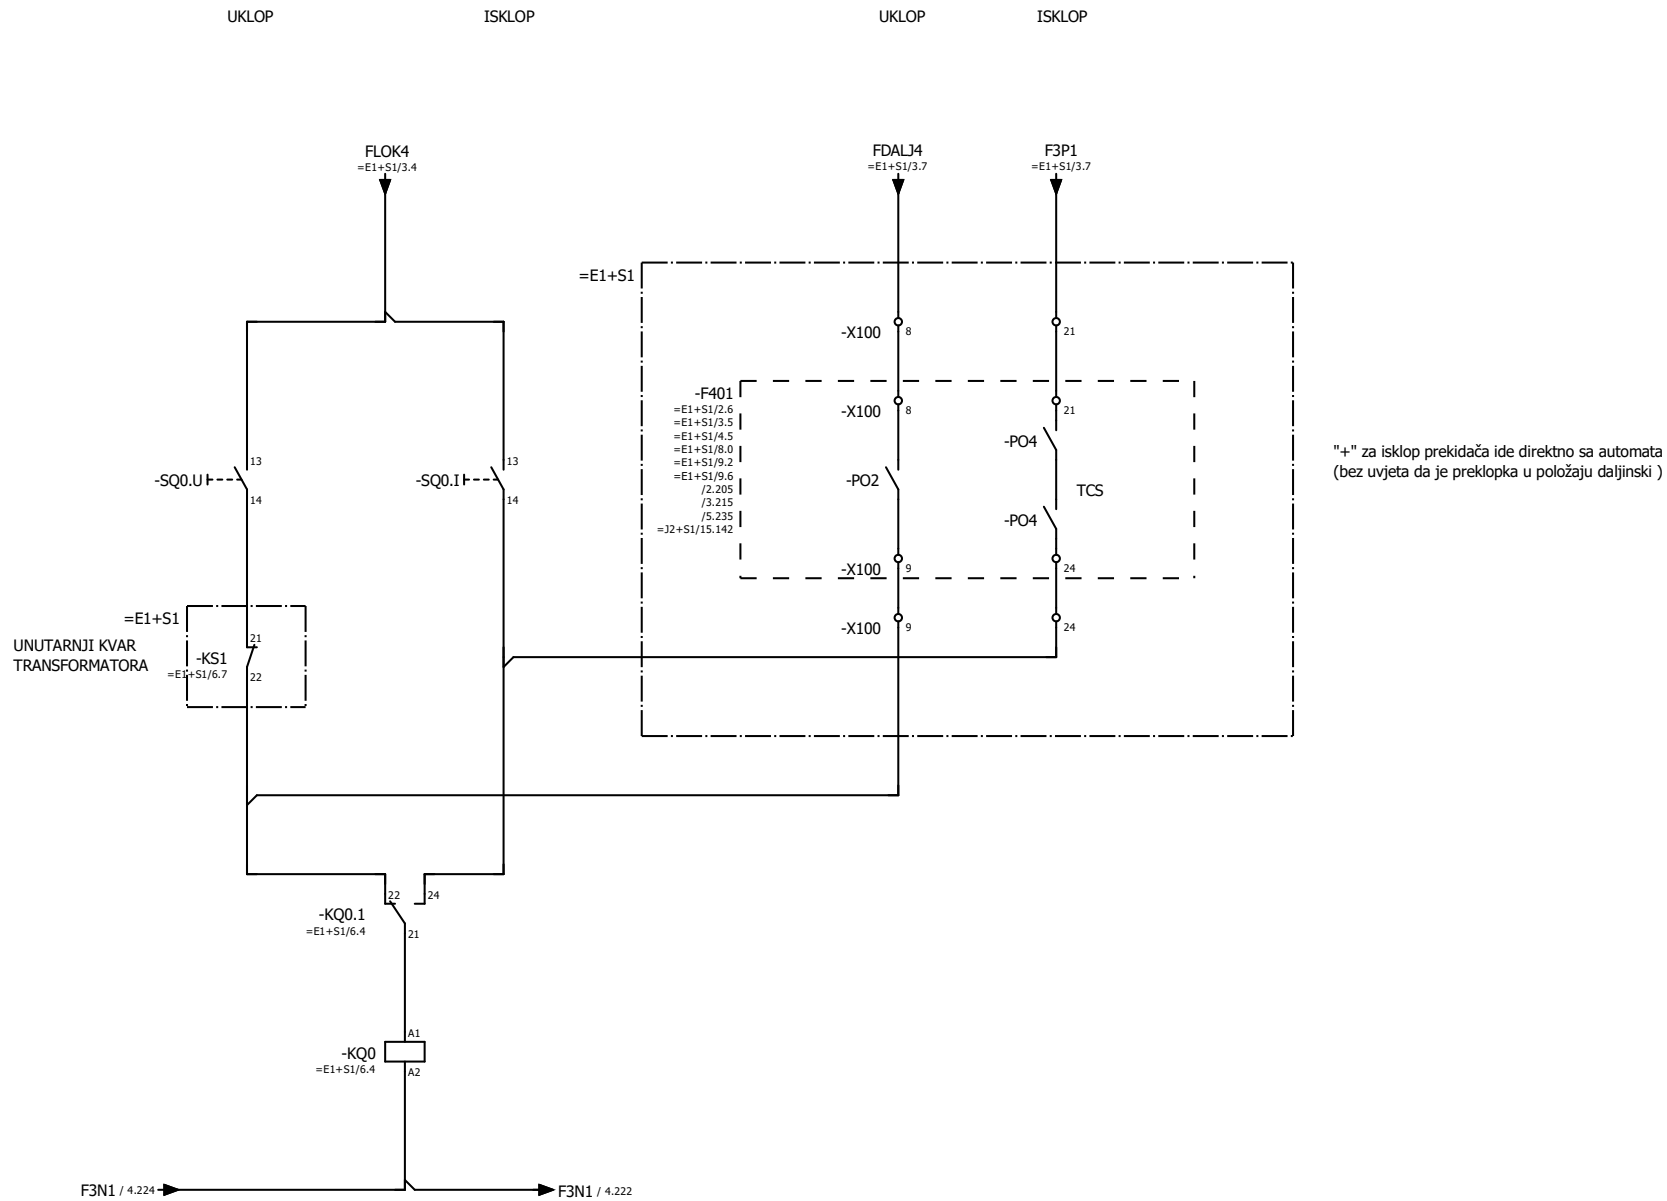 UKLOP
ISKLOP
UKLOP
ISKLOP
FLOK4
=E1+S1/3.4
FDALJ4
=E1+S1/3.7
F3P1
=E1+S1/3.7
=E1+S1
-X100
8
21
-F401
=E1+S1/2.6
=E1+S1/3.5
=E1+S1/4.5
=E1+S1/8.0
=E1+S1/9.2
=E1+S1/9.6
/2.205
/3.215
/5.235
=J2+S1/15.142
-X100
8
21
-PO4
-PO2
TCS
-PO4
-X100
9
24
-X100
9
24
"+" za isklop prekidača ide direktno sa automata
(bez uvjeta da je preklopka u položaju daljinski )
-SQ0.U
13
14
-SQ0.I
13
14
=E1+S1
UNUTARNJI KVAR
TRANSFORMATORA
-KS1
=E1+S1/6.7
21
22
22
24
-KQ0.1
=E1+S1/6.4
21
A1
-KQ0
=E1+S1/6.4
A2
F3N1 / 4.224
F3N1 / 4.222